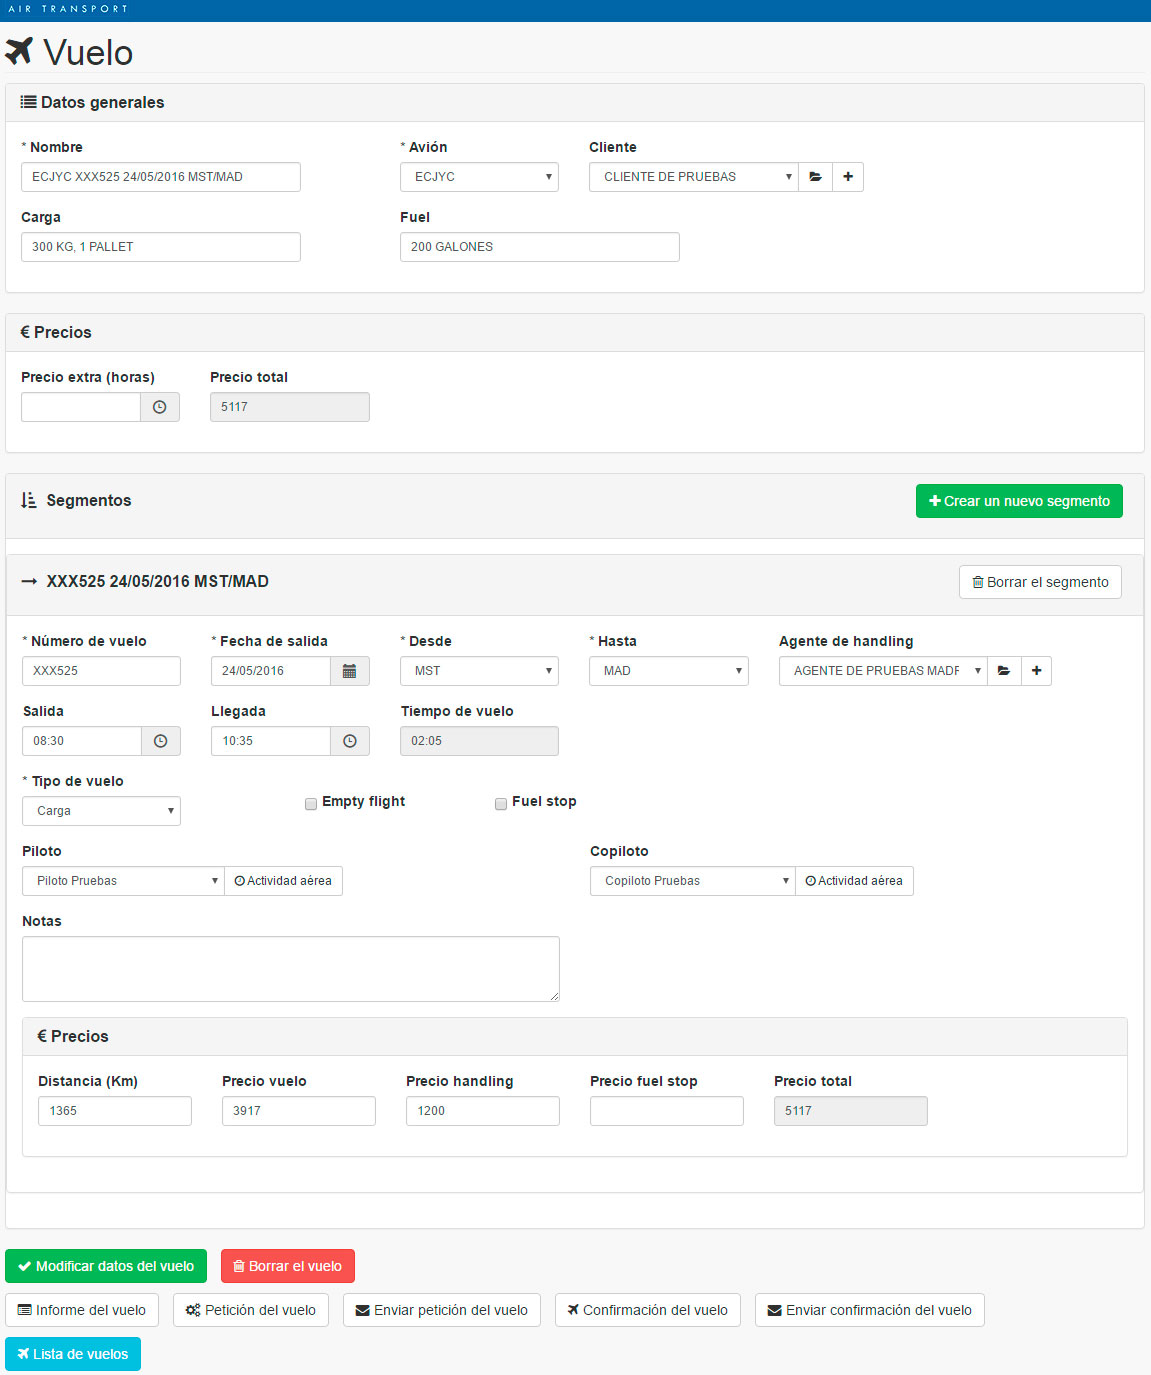 AIR TRANSPORT
Vuelo
Datos generales
* Nombre * Avión Cliente
ECJYC XXX525 24/05/2016 MST/MAD ECJYC CLIENTE DE PRUEBAS
Carga Fuel
300 KG, 1 PALLET 200 GALONES
€ Precios
Precio extra (horas) Precio total
5117
Segmentos Crear un nuevo segmento
XXX525 24/05/2016 MST/MAD Borrar el segmento
* Número de vuelo * Fecha de salida * Desde * Hasta Agente de handling
XXX525 24/05/2016 MST MAD AGENTE DE PRUEBAS MADR
Salida Llegada Tiempo de vuelo
08:30 10:35 02:05
* Tipo de vuelo
Carga Empty flight Fuel stop
Piloto Copiloto
Piloto Pruebas Actividad aérea Copiloto Pruebas Actividad aérea
Notas
€ Precios
Distancia (Km) Precio vuelo Precio handling Precio fuel stop Precio total
1365 3917 1200 5117
Modificar datos del vuelo Borrar el vuelo
Informe del vuelo Petición del vuelo Enviar petición del vuelo Confirmación del vuelo Enviar confirmación del vuelo
Lista de vuelos